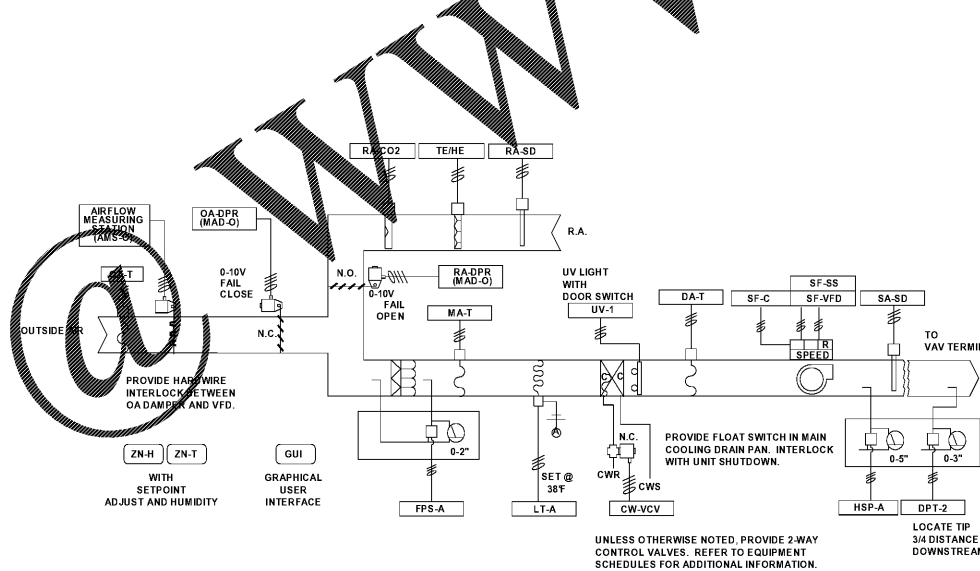 @WWW
RA-CO2
TE/HE
RA-SD
AIRFLOW
MEASURING
STATION
(AMS-O)
OA-DPR
(MAD-O)
R.A.
OA-T
0-10V
FAIL
CLOSE
N.O.
0-10V
FAIL
OPEN
RA-DPR
(MAD-O)
UV LIGHT
WITH
DOOR SWITCH
UV-1
MA-T
DA-T
SF-C
SF-SS
SF-VFD
SA-SD
OUTSIDE AIR
N.C.
R
SPEED
TO
VAV
C
C
PROVIDE HARDWIRE
INTERLOCK BETWEEN
OA DAMPER AND VFD.
ZN-H
ZN-T
GUI
WITH
SETPOINT
ADJUST AND HUMIDITY
GRAPHICAL
USER
INTERFACE
0-2"
FPS-A
A
SET @
38°F
LT-A
N.C.
CWR
CWS
CW-VCV
PROVIDE FLOAT SWITCH IN MAIN
COOLING DRAIN PAN. INTERLOCK
WITH UNIT SHUTDOWN.
0-5"
0-3"
HSP-A
DPT-2
LOCATE TIP
3/4 DISTANCE
UNLESS OTHERWISE NOTED, PROVIDE 2-WAY
CONTROL VALVES. REFER TO EQUIPMENT
SCHEDULES FOR ADDITIONAL INFORMATION.